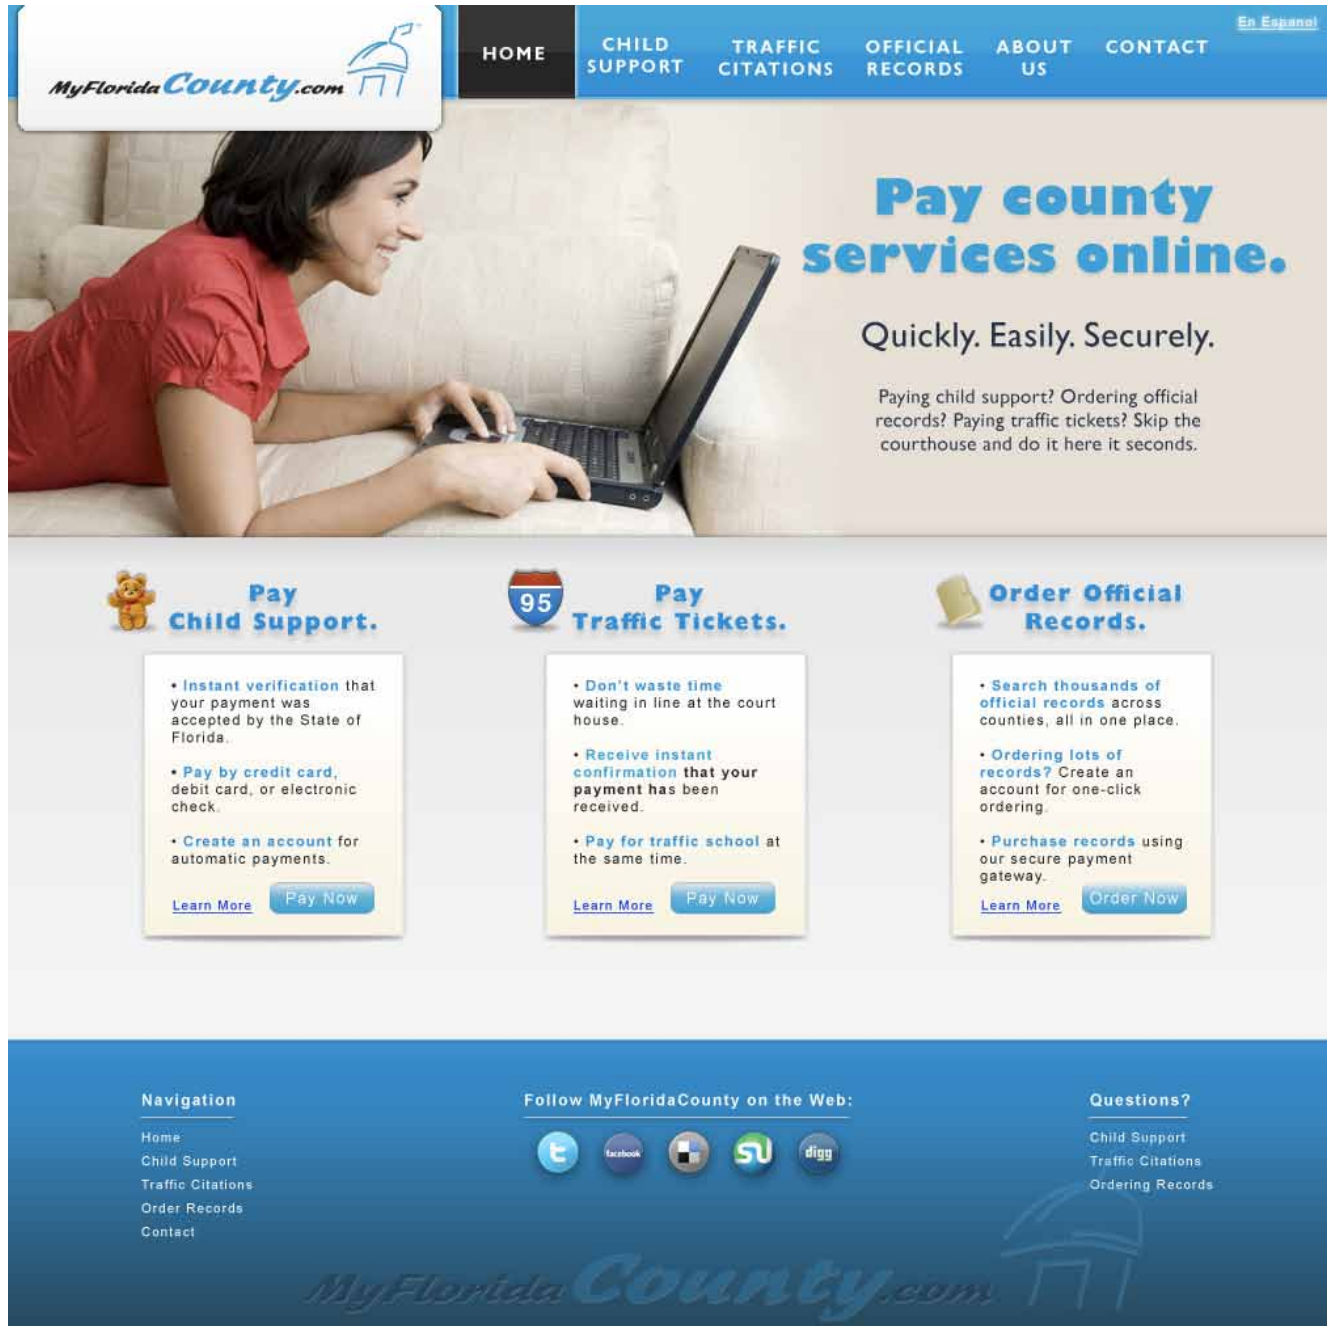 MyFloridaCounty.com
HOME
CHILD
SUPPORT
TRAFFIC
CITATIONS
OFFICIAL
RECORDS
ABOUT
US
CONTACT
En Espanol
Pay county
services online.
Quickly. Easily. Securely.
Paying child support? Ordering official
records? Paying traffic tickets? Skip the
courthouse and do it here it seconds.
Pay
Child Support.
• Instant verification that
your payment was
accepted by the State of
Florida.
• Pay by credit card,
debit card, or electronic
check.
• Create an account for
automatic payments.
Learn More
Pay Now
95
Pay
Traffic Tickets.
• Don't waste time
waiting in line at the court
house.
• Receive instant
confirmation that your
payment has been
received.
• Pay for traffic school at
the same time.
Learn More
Pay Now
Order Official
Records.
• Search thousands of
official records across
counties, all in one place.
• Ordering lots of
records? Create an
account for one-click
ordering.
• Purchase records using
our secure payment
gateway.
Learn More
Order Now
Navigation
Home
Child Support
Traffic Citations
Order Records
Contact
Follow MyFloridaCounty on the Web:
t
facebook
digg
Questions?
Child Support
Traffic Citations
Ordering Records
MyFloridaCounty.com